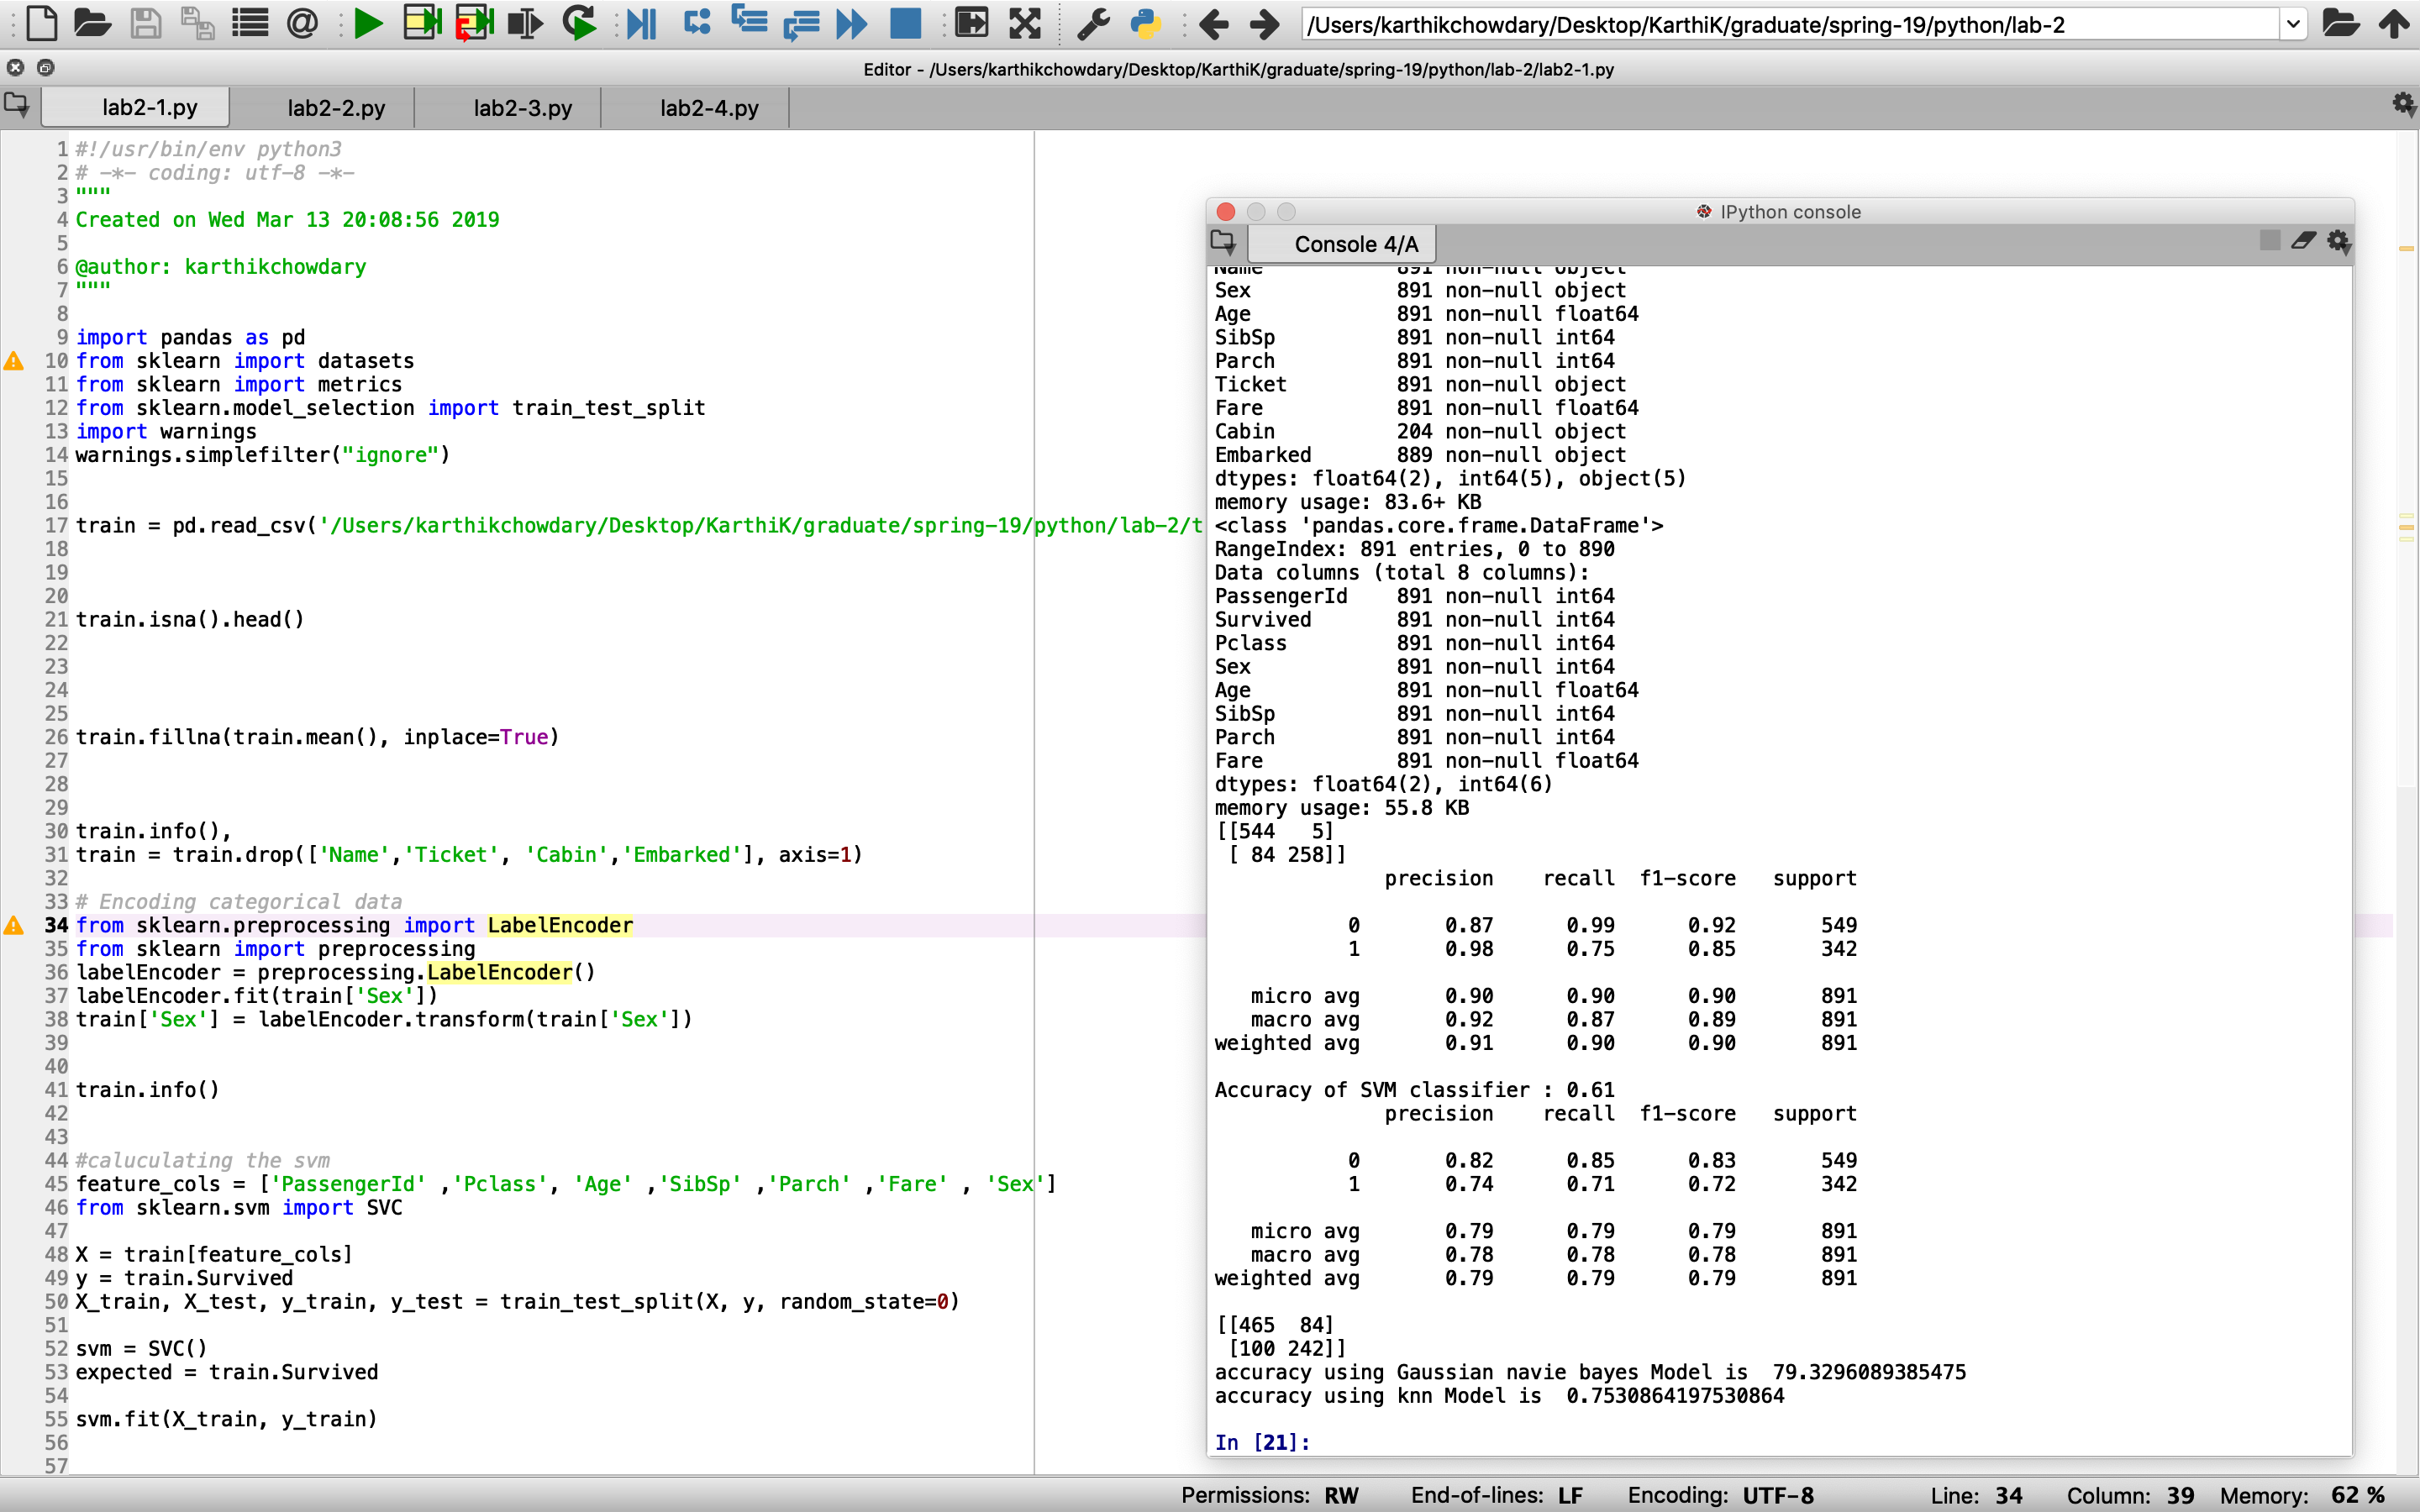 /Users/karthikchowdary/Desktop/KarthiK/graduate/spring-19/python/lab-2
Editor - /Users/karthikchowdary/Desktop/KarthiK/graduate/spring-19/python/lab-2/lab2-1.py
lab2-1.py lab2-2.py lab2-3.py lab2-4.py
1 #!/usr/bin/env python3
2 # -*- coding: utf-8 -*-
3 """
4 Created on Wed Mar 13 20:08:56 2019
5
6 @author: karthikchowdary
7 """
8
9 import pandas as pd
10 from sklearn import datasets
11 from sklearn import metrics
12 from sklearn.model_selection import train_test_split
13 import warnings
14 warnings.simplefilter("ignore")
15
16
17 train = pd.read_csv('/Users/karthikchowdary/Desktop/KarthiK/graduate/spring-19/python/lab-2/t
18
19
20
21 train.isna().head()
22
23
24
25
26 train.fillna(train.mean(), inplace=True)
27
28
29
30 train.info(),
31 train = train.drop(['Name','Ticket', 'Cabin','Embarked'], axis=1)
32
33 # Encoding categorical data
34 from sklearn.preprocessing import LabelEncoder
35 from sklearn import preprocessing
36 labelEncoder = preprocessing.LabelEncoder()
37 labelEncoder.fit(train['Sex'])
38 train['Sex'] = labelEncoder.transform(train['Sex'])
39
40
41 train.info()
42
43
44 #caluculating the svm
45 feature_cols = ['PassengerId' ,'Pclass', 'Age' ,'SibSp' ,'Parch' ,'Fare' , 'Sex']
46 from sklearn.svm import SVC
47
48 X = train[feature_cols]
49 y = train.Survived
50 X_train, X_test, y_train, y_test = train_test_split(X, y, random_state=0)
51
52 svm = SVC()
53 expected = train.Survived
54
55 svm.fit(X_train, y_train)
56
57
IPython console
Console 4/A
Name 891 non-null object
Sex 891 non-null object
Age 891 non-null float64
SibSp 891 non-null int64
Parch 891 non-null int64
Ticket 891 non-null object
Fare 891 non-null float64
Cabin 204 non-null object
Embarked 889 non-null object
dtypes: float64(2), int64(5), object(5)
memory usage: 83.6+ KB
<class 'pandas.core.frame.DataFrame'>
RangeIndex: 891 entries, 0 to 890
Data columns (total 8 columns):
PassengerId 891 non-null int64
Survived 891 non-null int64
Pclass 891 non-null int64
Sex 891 non-null int64
Age 891 non-null float64
SibSp 891 non-null int64
Parch 891 non-null int64
Fare 891 non-null float64
dtypes: float64(2), int64(6)
memory usage: 55.8 KB
[[544 5]
[ 84 258]]
precision recall f1-score support
0 0.87 0.99 0.92 549
1 0.98 0.75 0.85 342
micro avg 0.90 0.90 0.90 891
macro avg 0.92 0.87 0.89 891
weighted avg 0.91 0.90 0.90 891
Accuracy of SVM classifier : 0.61
precision recall f1-score support
0 0.82 0.85 0.83 549
1 0.74 0.71 0.72 342
micro avg 0.79 0.79 0.79 891
macro avg 0.78 0.78 0.78 891
weighted avg 0.79 0.79 0.79 891
[[465 84]
[100 242]]
accuracy using Gaussian navie bayes Model is 79.3296089385475
accuracy using knn Model is 0.7530864197530864
In [21]:
Permissions: RW End-of-lines: LF Encoding: UTF-8 Line: 34 Column: 39 Memory: 62 %